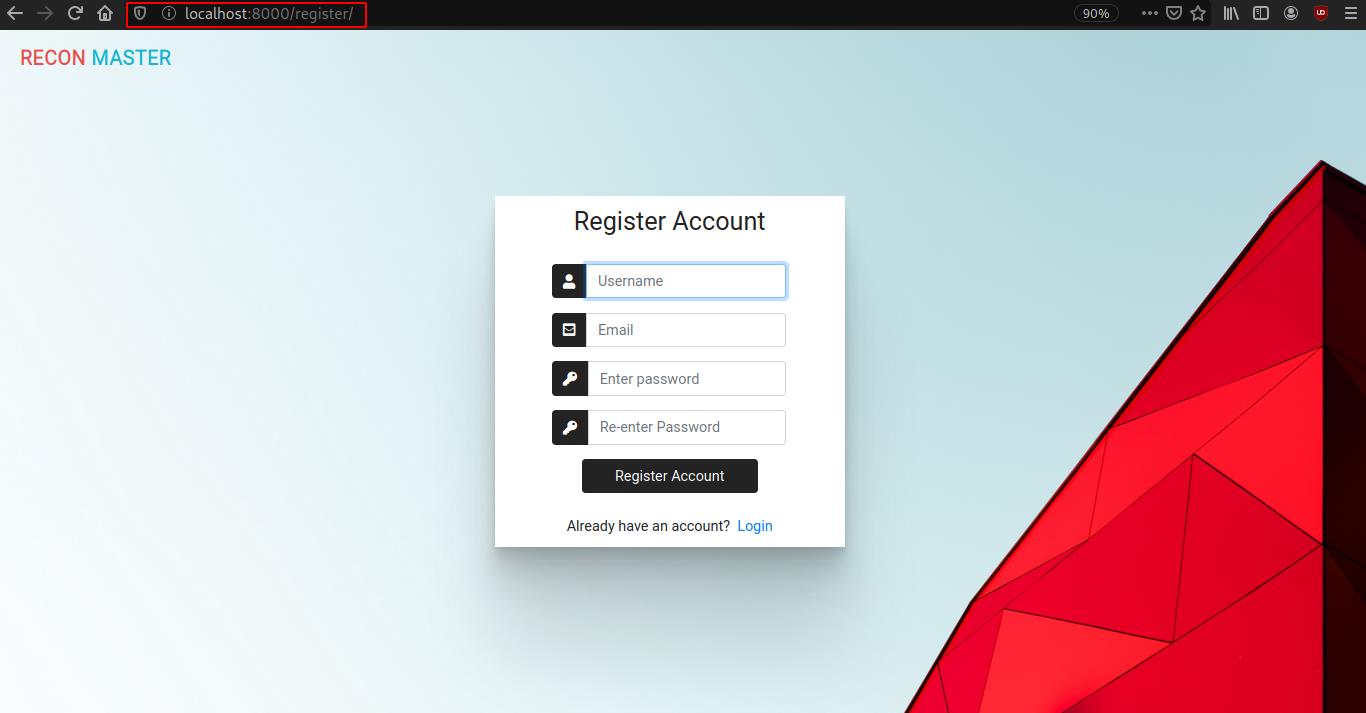 localhost:8000/register/
90%
RECON MASTER
Register Account
Username
Email
Enter password
Re-enter Password
Register Account
Already have an account? Login